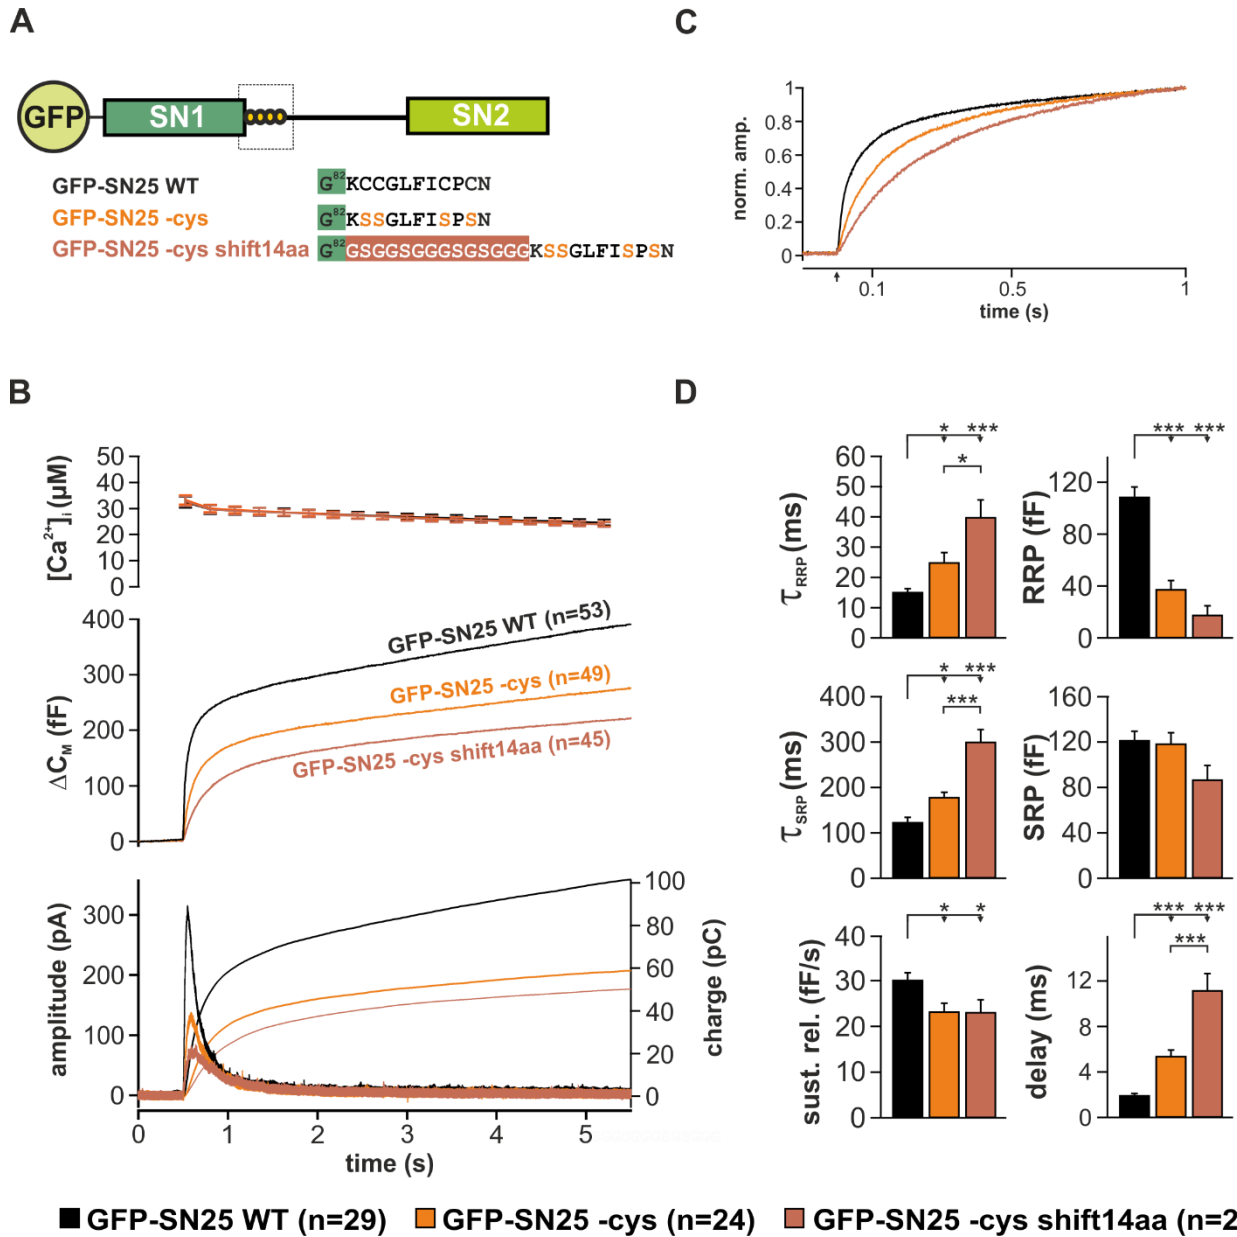 A
GFP
SN1
SN2
GFP-SN25 WT
G82KCCGLFICPCN
GFP-SN25 -cys
G82KSSGLFISPSN
GFP-SN25 -cys shift14aa
G82GSGGSGGGSGSGGGKSSGLFISPSN
C
norm. amp.
1
0.8
0.6
0.4
0.2
0
0.1
0.5
1
time (s)
B
[Ca2+]i (µM)
50
40
30
20
10
0
ΔCM (fF)
400
300
200
100
0
GFP-SN25 WT (n=53)
GFP-SN25 -cys (n=49)
GFP-SN25 -cys shift14aa (n=45)
amplitude (pA)
300
200
100
0
charge (pC)
100
80
60
40
20
0
0 1 2 3 4 5
time (s)
D
τRRP (ms)
60
50
40
30
20
10
0
* ***
*
RRP (fF)
120
80
40
0
*** ***
τSRP (ms)
400
300
200
100
0
* ***
***
SRP (fF)
160
120
80
40
0
sust. rel. (fF/s)
40
30
20
10
0
* *
delay (ms)
12
8
4
0
*** ***
***
GFP-SN25 WT (n=29) GFP-SN25 -cys (n=24) GFP-SN25 -cys shift14aa (n=2